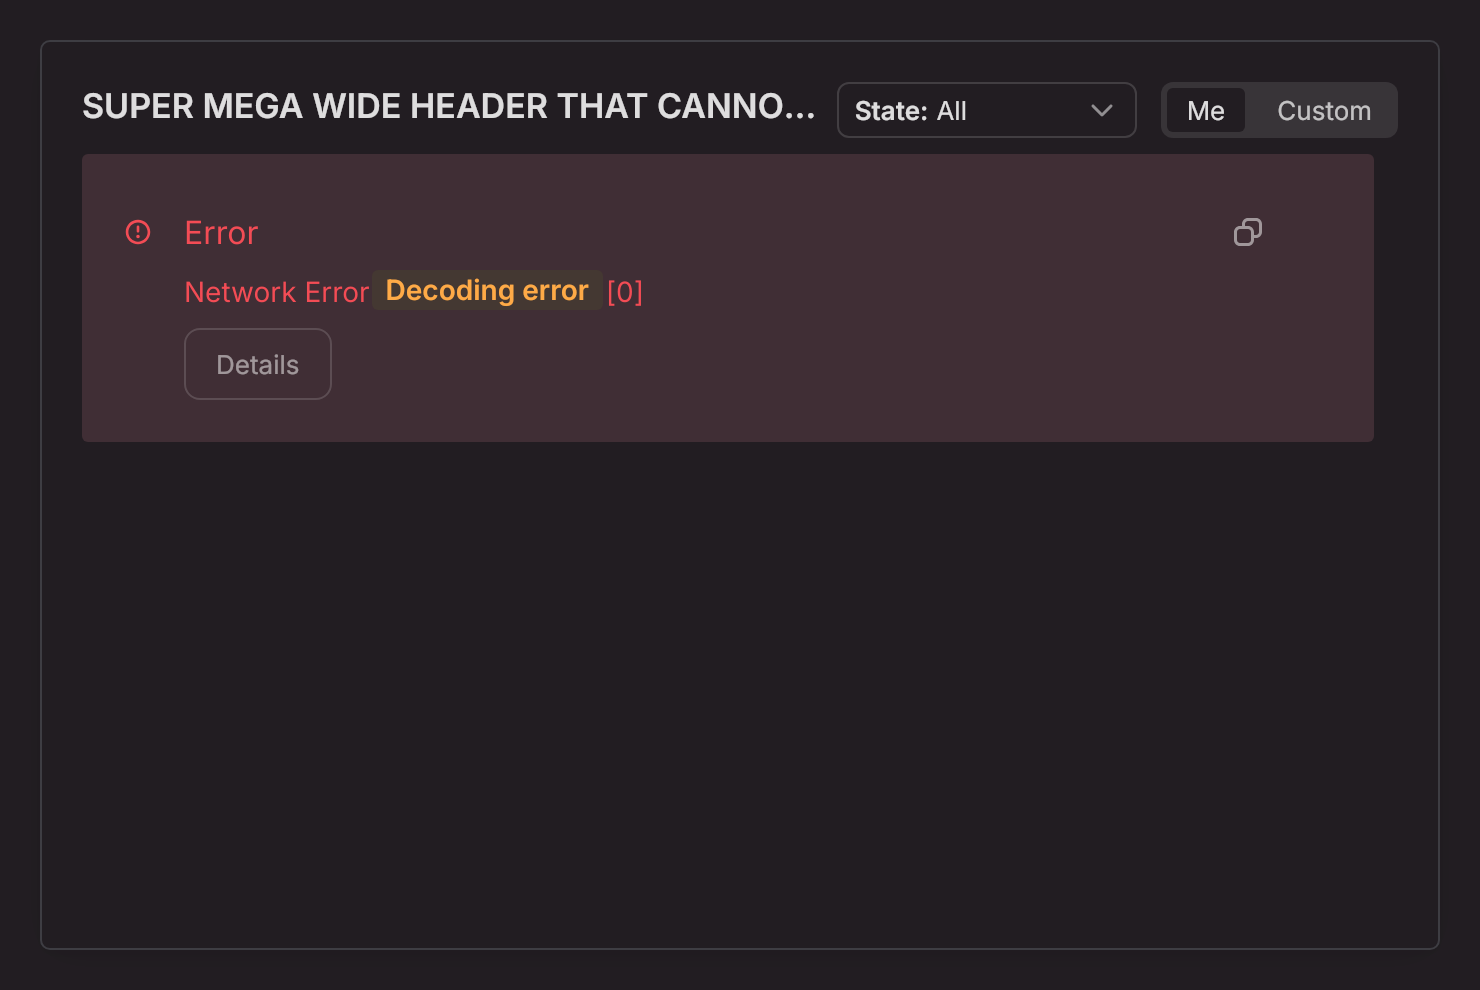 SUPER MEGA WIDE HEADER THAT CANNO...
State: All
Me
Custom
Error
Network Error Decoding error [0]
Details